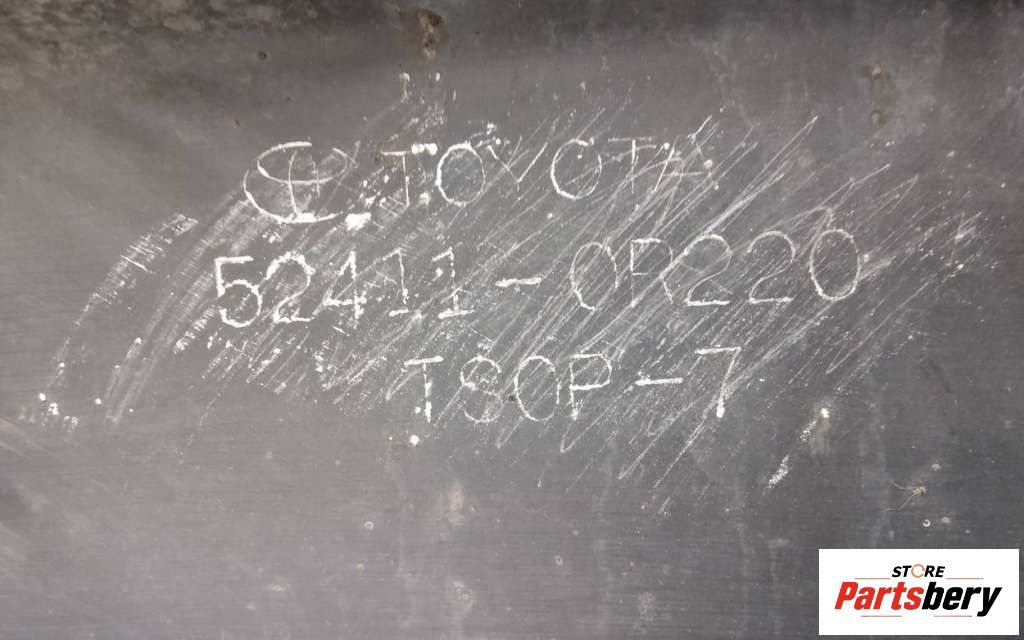 TOYOTA
52411-0R220
TSOP-7
STORE
Partsbery